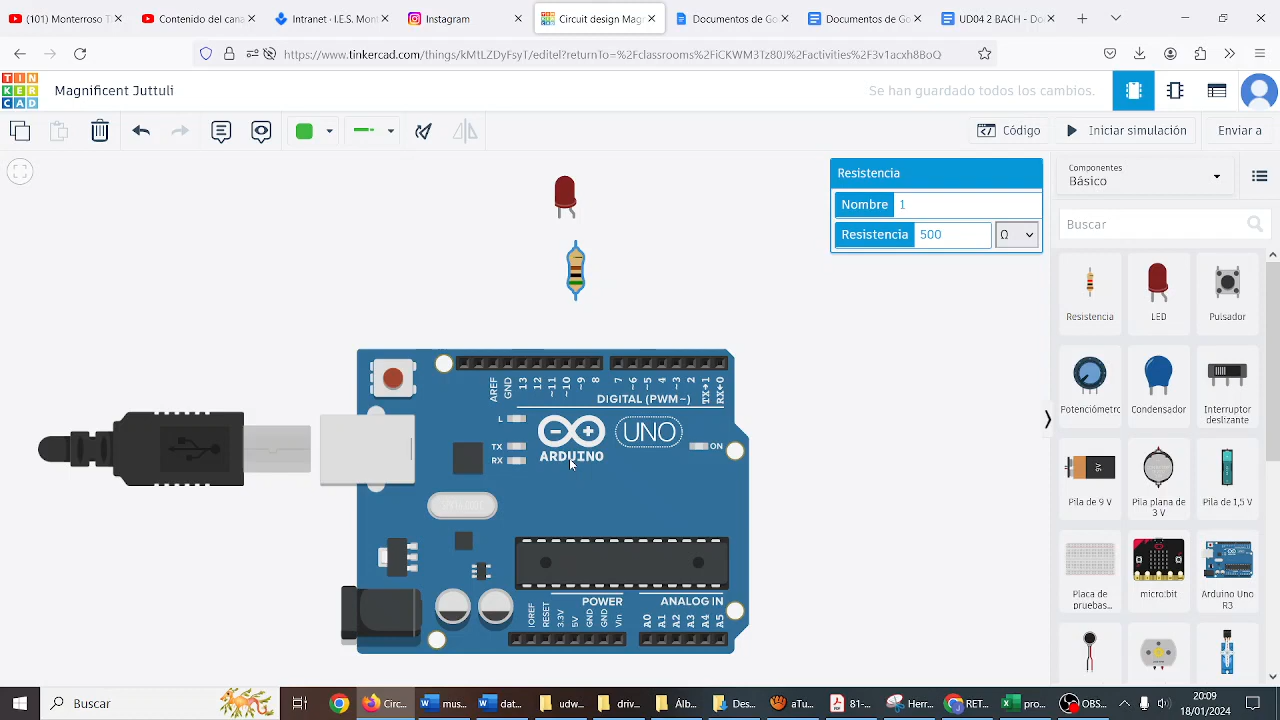 (101) Monterros T
Contenido del car
Intranet · I.E.S. Mon
Instagram
Circuit design Mag
Documentos de Go
Documentos de Go
UD04 2 BACH - Do
https://www.tinkercad.com/things/kMtLZDyFsyT/editel?returnTo=%2Fclassrooms%2FiCKWM3Tz80J%2Factivities%2F3v1acxh8BoQ
TIN
KER
CAD
Magnificent Juttuli
Se han guardado todos los cambios.
Código
Iniciar simulación
Enviar a
Resistencia
Nombre 1
Resistencia 500 Ω
Componentes
Básico
Buscar
Resistencia
LED
Pulsador
Potenciómetro
Condensador
Interruptor deslizante
Pila de 9 V
Pila plana de 3 V
Pila de 1,5 V
Placa de pruebas...
micro:bit
Arduino Uno R3
AREF GND 13 12 ~11 ~10 ~9 8 7 ~6 ~5 4 ~3 2 TX→1 RX←0
DIGITAL (PWM~)
L
TX
RX
UNO
ON
ARDUINO
POWER
ANALOG IN
IOREF RESET 3.3V 5V GND GND Vin A0 A1 A2 A3 A4 A5
Buscar
Circ
udw
driv
Álb
De
aTu
81-
Her
RET
pro
OBS
20:09
18/01/2024